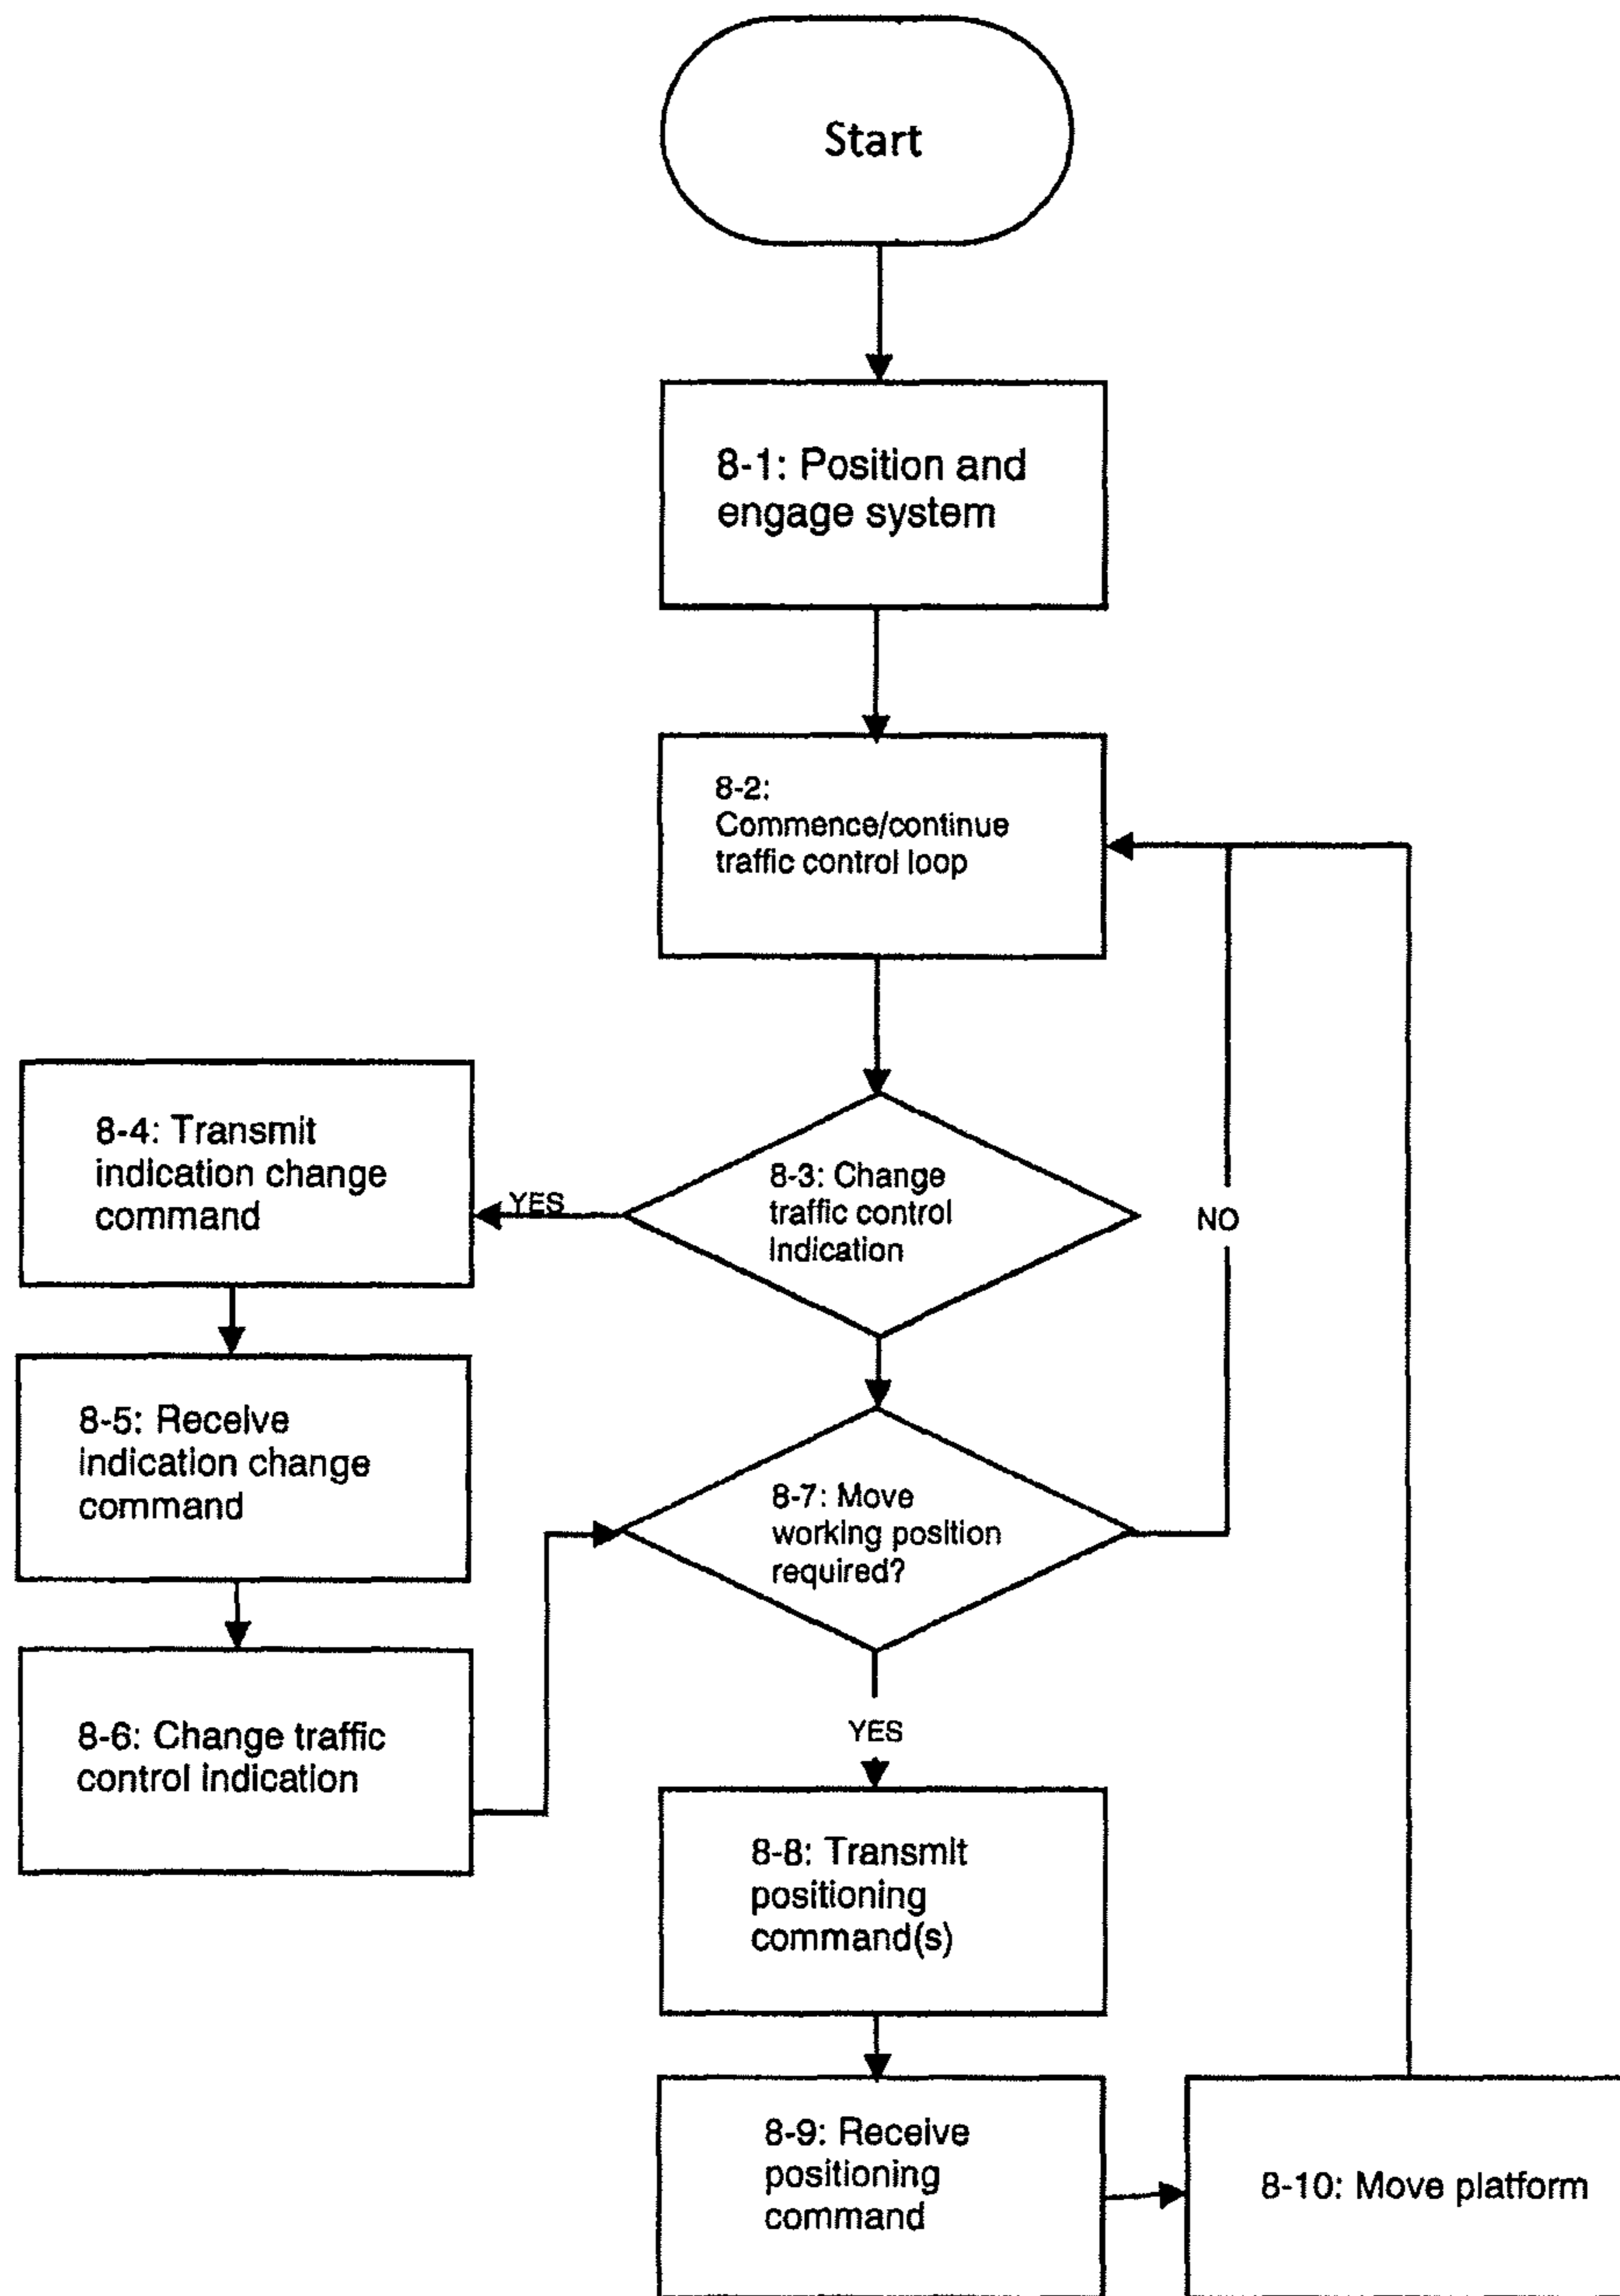 Start
8-1: Position and
engage system
8-2:
Commence/continue
traffic control loop
8-3: Change
traffic control
indication
YES
NO
8-4: Transmit
indication change
command
8-5: Receive
indication change
command
8-6: Change traffic
control indication
8-7: Move
working position
required?
YES
8-8: Transmit
positioning
command(s)
8-9: Receive
positioning
command
8-10: Move platform